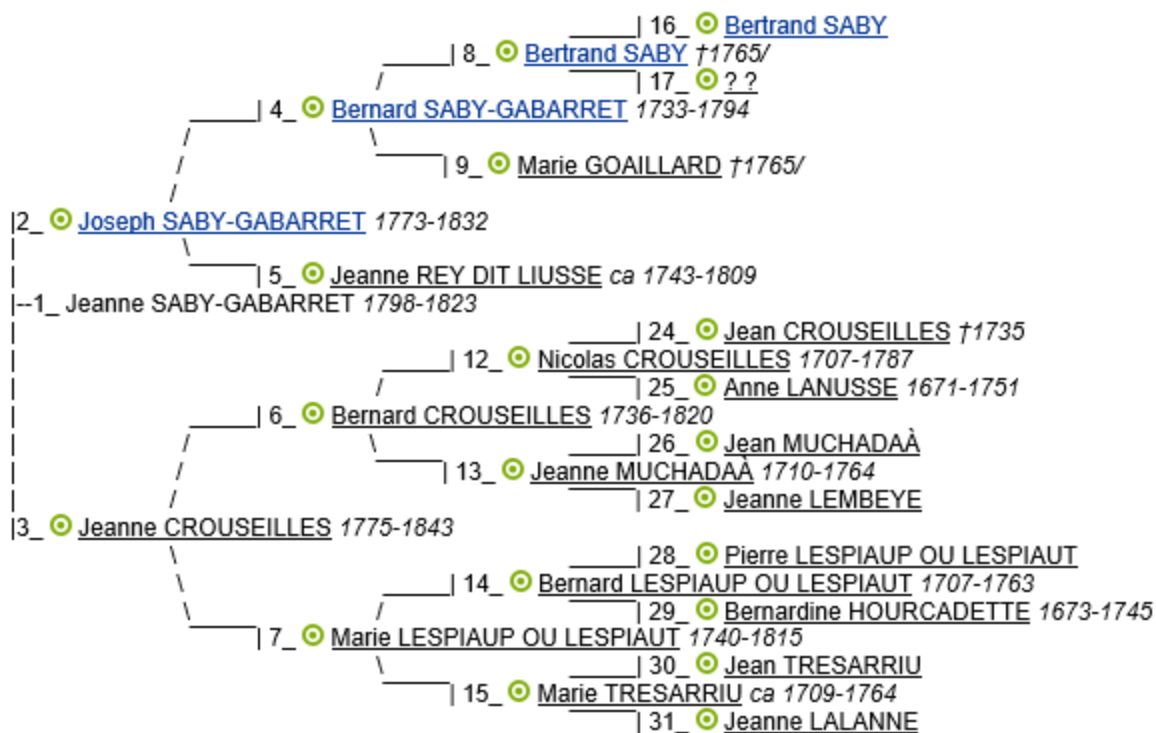 16_ Bertrand SABY
8_ Bertrand SABY †1765/
17_ ? ?
4_ Bernard SABY-GABARRET 1733-1794
9_ Marie GOAILLARD †1765/
2_ Joseph SABY-GABARRET 1773-1832
5_ Jeanne REY DIT LIUSSE ca 1743-1809
--1_ Jeanne SABY-GABARRET 1798-1823
24_ Jean CROUSEILLES †1735
12_ Nicolas CROUSEILLES 1707-1787
25_ Anne LANUSSE 1671-1751
6_ Bernard CROUSEILLES 1736-1820
26_ Jean MUCHADAÀ
13_ Jeanne MUCHADAÀ 1710-1764
27_ Jeanne LEMBEYE
3_ Jeanne CROUSEILLES 1775-1843
28_ Pierre LESPIAUP OU LESPIAUT
14_ Bernard LESPIAUP OU LESPIAUT 1707-1763
29_ Bernardine HOURCADETTE 1673-1745
7_ Marie LESPIAUP OU LESPIAUT 1740-1815
30_ Jean TRESARRIU
15_ Marie TRESARRIU ca 1709-1764
31_ Jeanne LALANNE